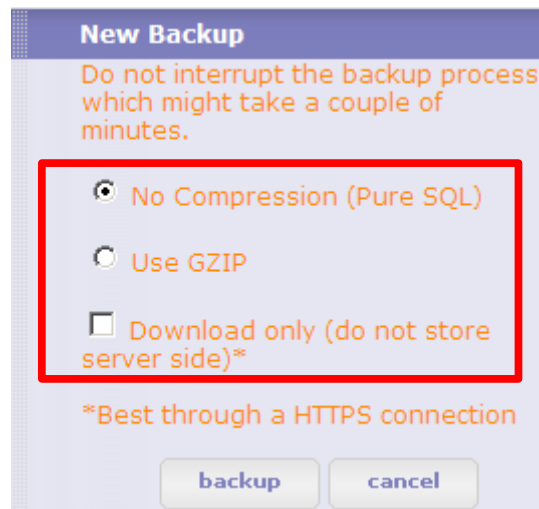 New Backup
Do not interrupt the backup process
which might take a couple of
minutes.
No Compression (Pure SQL)
Use GZIP
Download only (do not store
server side)*
*Best through a HTTPS connection
backup cancel